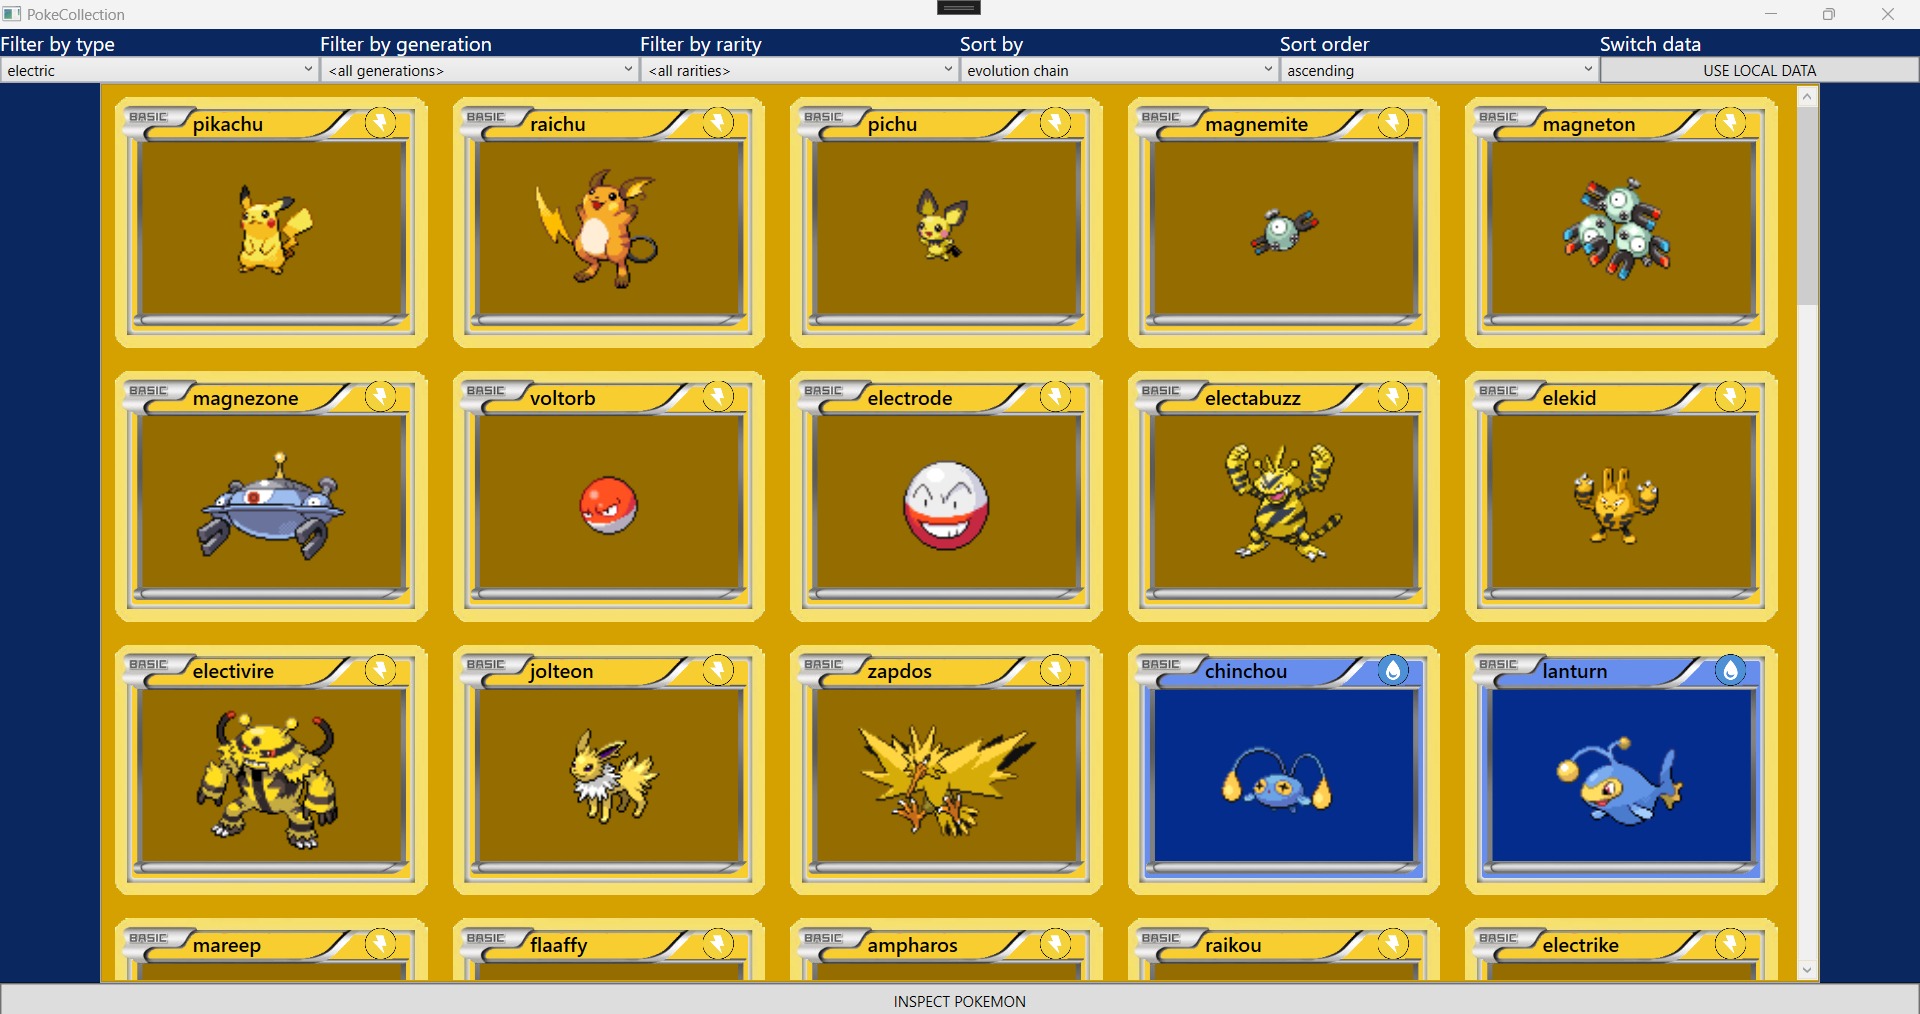 PokeCollection
Filter by type Filter by generation Filter by rarity Sort by Sort order Switch data
electric <all generations> <all rarities> evolution chain ascending USE LOCAL DATA
BASIC pikachu BASIC raichu BASIC pichu BASIC magnemite BASIC magneton
BASIC magnezone BASIC voltorb BASIC electrode BASIC electabuzz BASIC elekid
BASIC electivire BASIC jolteon BASIC zapdos BASIC chinchou BASIC lanturn
BASIC mareep BASIC flaaffy BASIC ampharos BASIC raikou BASIC electrike
INSPECT POKEMON